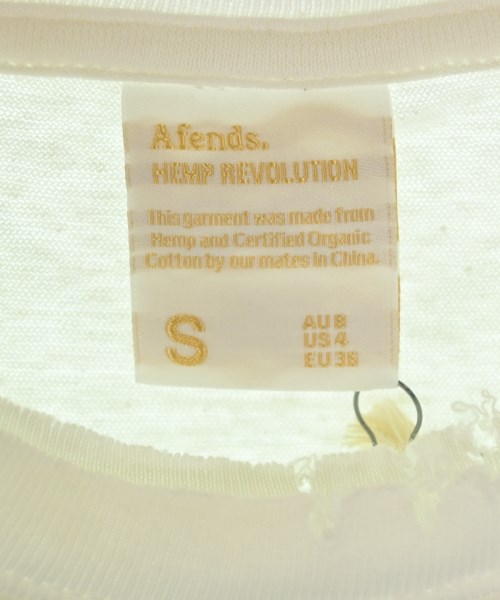 Afends.
HEMP REVOLUTION
This garment was made from
Hemp and Certified Organic
Cotton by our mates in China.
S
AU 8
US 4
EU 36